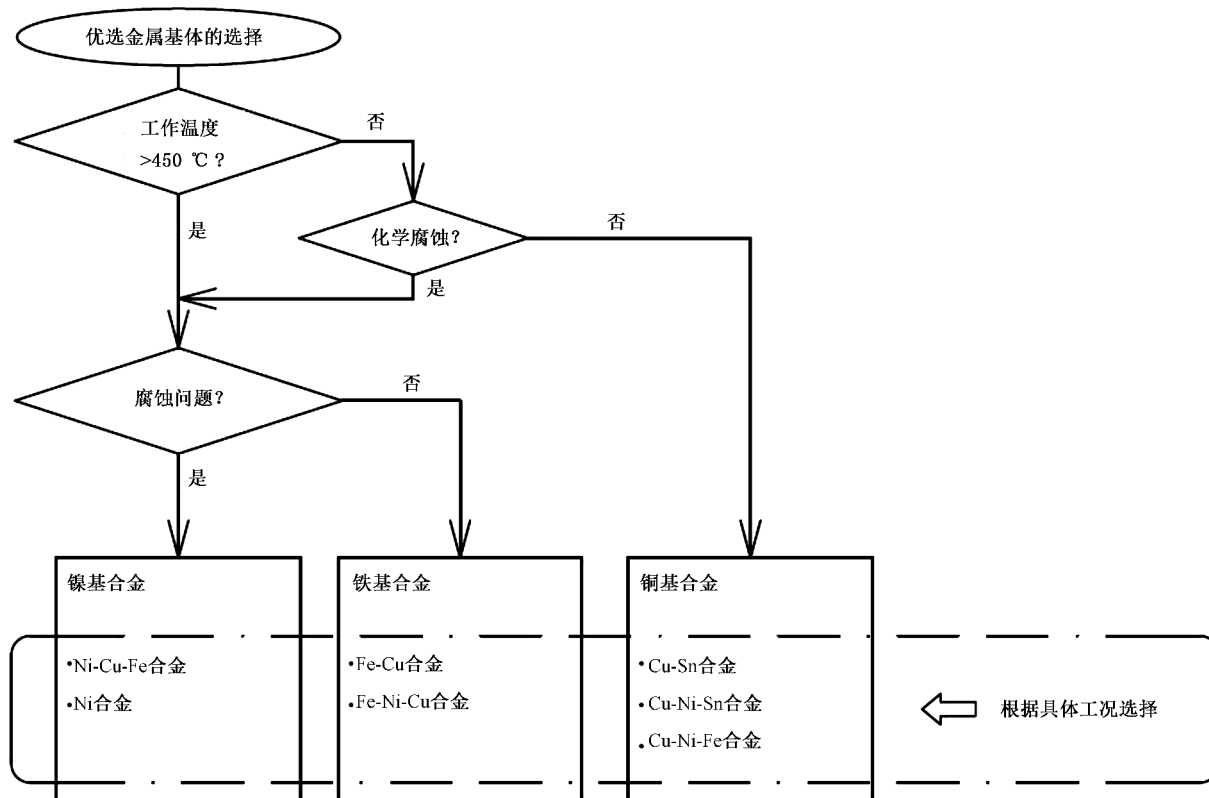 优选金属基体的选择
工作温度
>450 ℃？
否
是
化学腐蚀？
否
是
腐蚀问题？
否
是
镍基合金
•Ni-Cu-Fe合金
•Ni合金
铁基合金
•Fe-Cu合金
•Fe-Ni-Cu合金
铜基合金
•Cu-Sn合金
•Cu-Ni-Sn合金
•Cu-Ni-Fe合金
根据具体工况选择